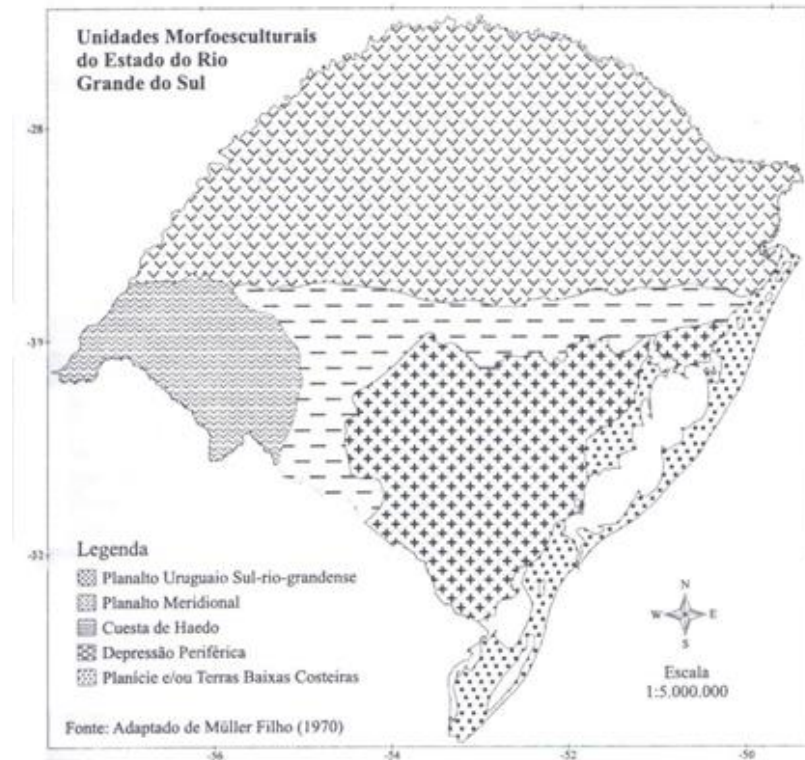 Unidades Morfoesculturais
do Estado do Rio
Grande do Sul
-28
-39
-32
Legenda
Planalto Uruguaio Sul-rio-grandense
Planalto Meridional
Cuesta de Haedo
Depressão Periférica
Planície e/ou Terras Baixas Costeiras
Fonte: Adaptado de Müller Filho (1970)
N
W E
S
Escala
1:5.000.000
-56 -54 -52 -50